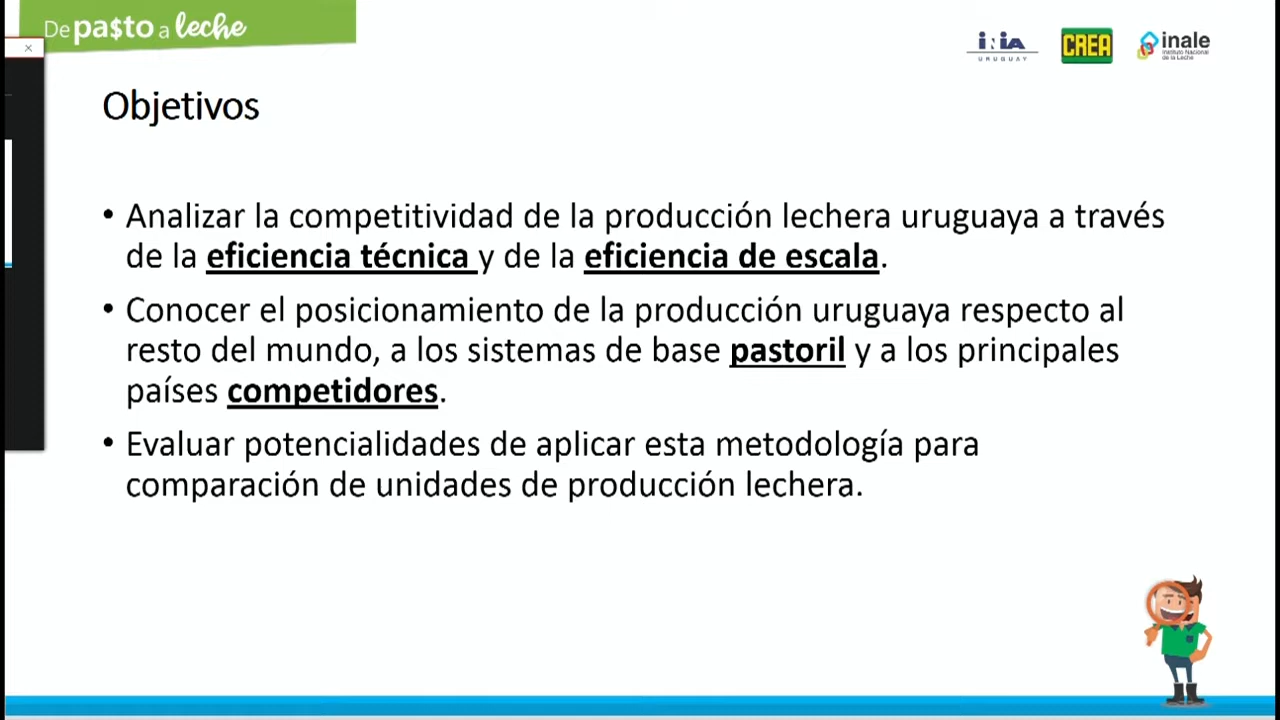 De pa$to a leche
INIA
URUGUAY
CREA
inale
Instituto Nacional
de la Leche
Objetivos
• Analizar la competitividad de la producción lechera uruguaya a través
de la eficiencia técnica y de la eficiencia de escala.
• Conocer el posicionamiento de la producción uruguaya respecto al
resto del mundo, a los sistemas de base pastoril y a los principales
países competidores.
• Evaluar potencialidades de aplicar esta metodología para
comparación de unidades de producción lechera.